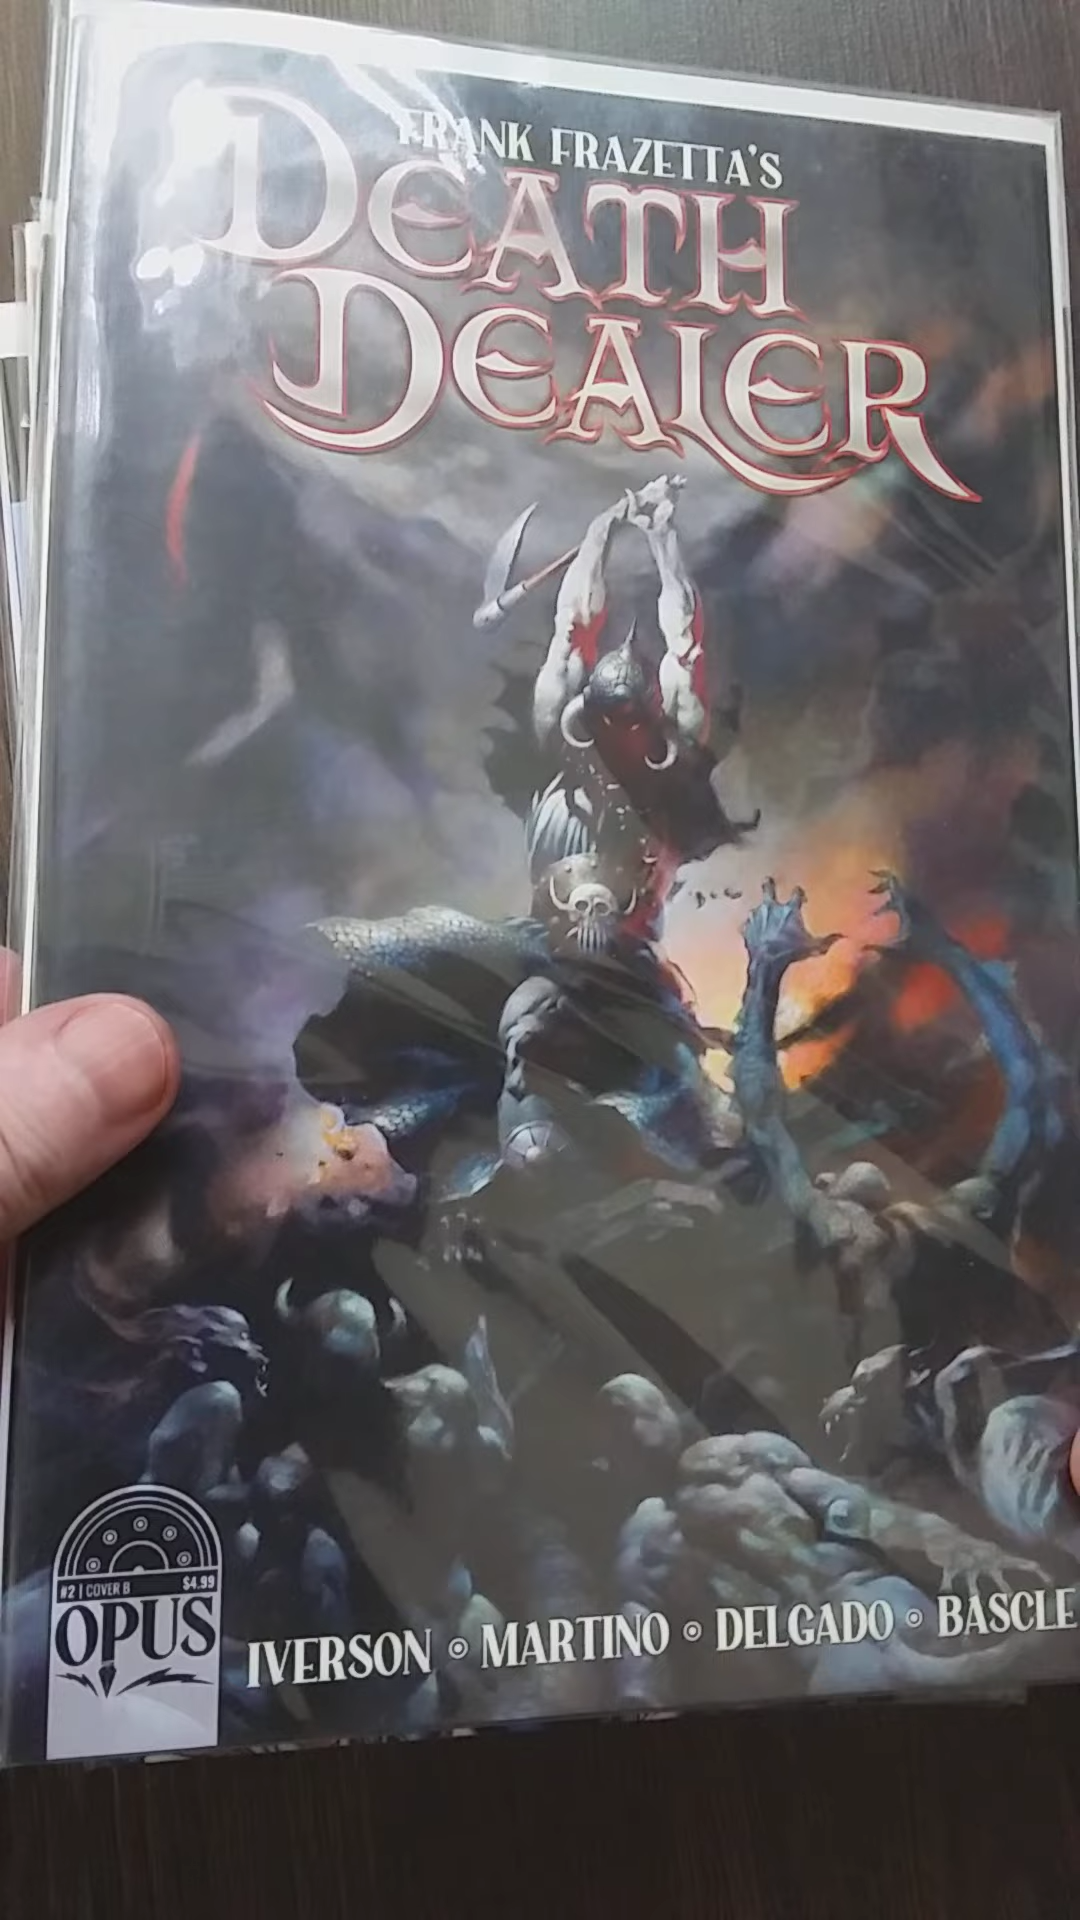 FRANK FRAZETTA'S
DEATH
DEALER
#2 | COVER B $4.99
OPUS
IVERSON ⊙ MARTINO ⊙ DELGADO ⊙ BASCLE